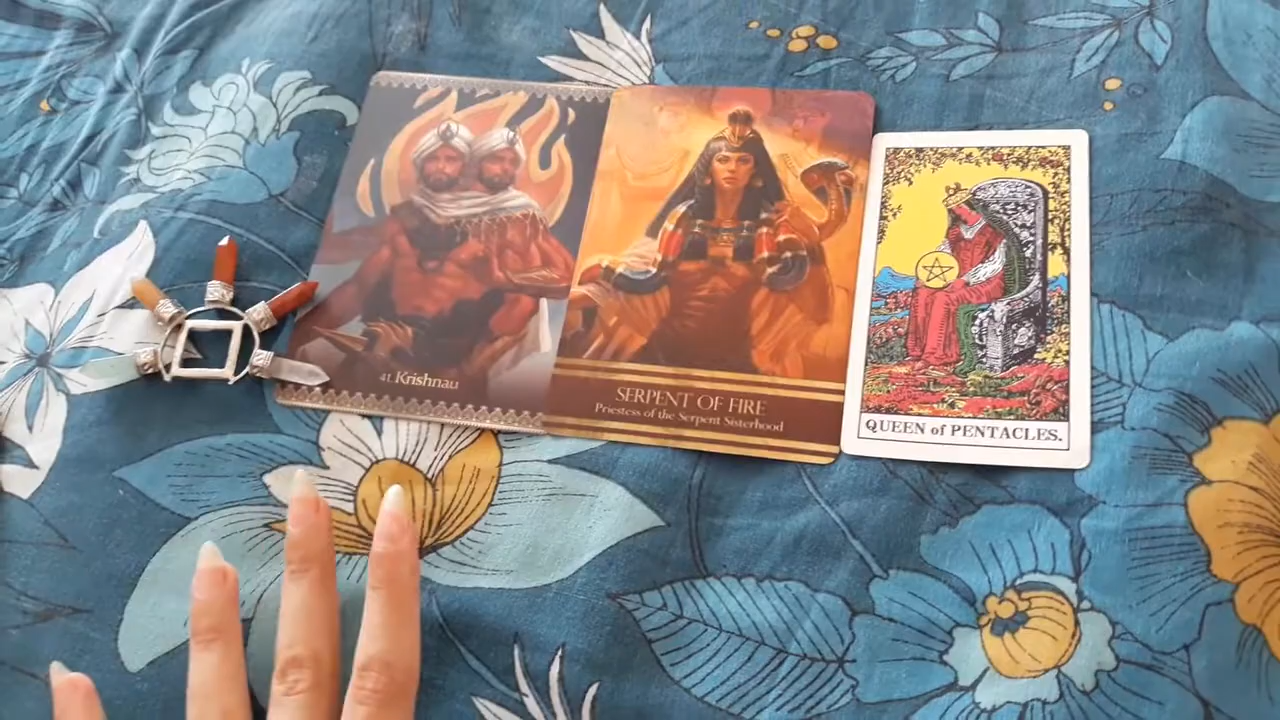 41. Krishnau
SERPENT OF FIRE
Priestess of the Serpent Sisterhood
QUEEN of PENTACLES.